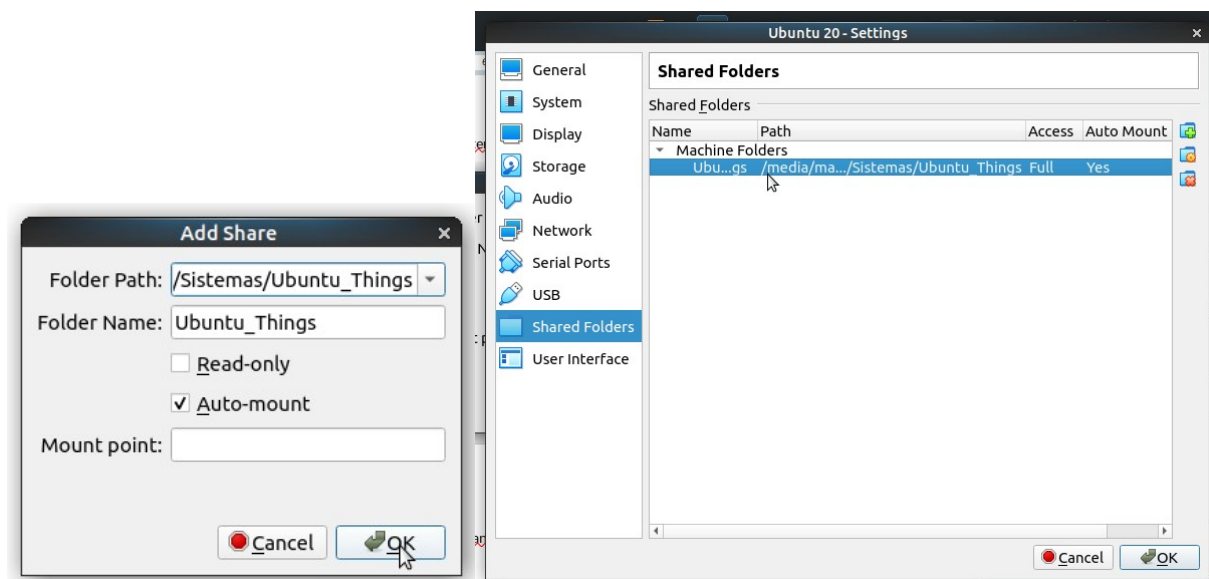 Add Share ×
Folder Path: /Sistemas/Ubuntu_Things
Folder Name: Ubuntu_Things
Read-only
Auto-mount
Mount point:
Cancel OK
Ubuntu 20 - Settings ×
General
System
Display
Storage
Audio
Network
Serial Ports
USB
Shared Folders
User Interface
Shared Folders
Shared Folders
Name Path Access Auto Mount
Machine Folders
Ubu...gs /media/ma.../Sistemas/Ubuntu_Things Full Yes
Cancel OK